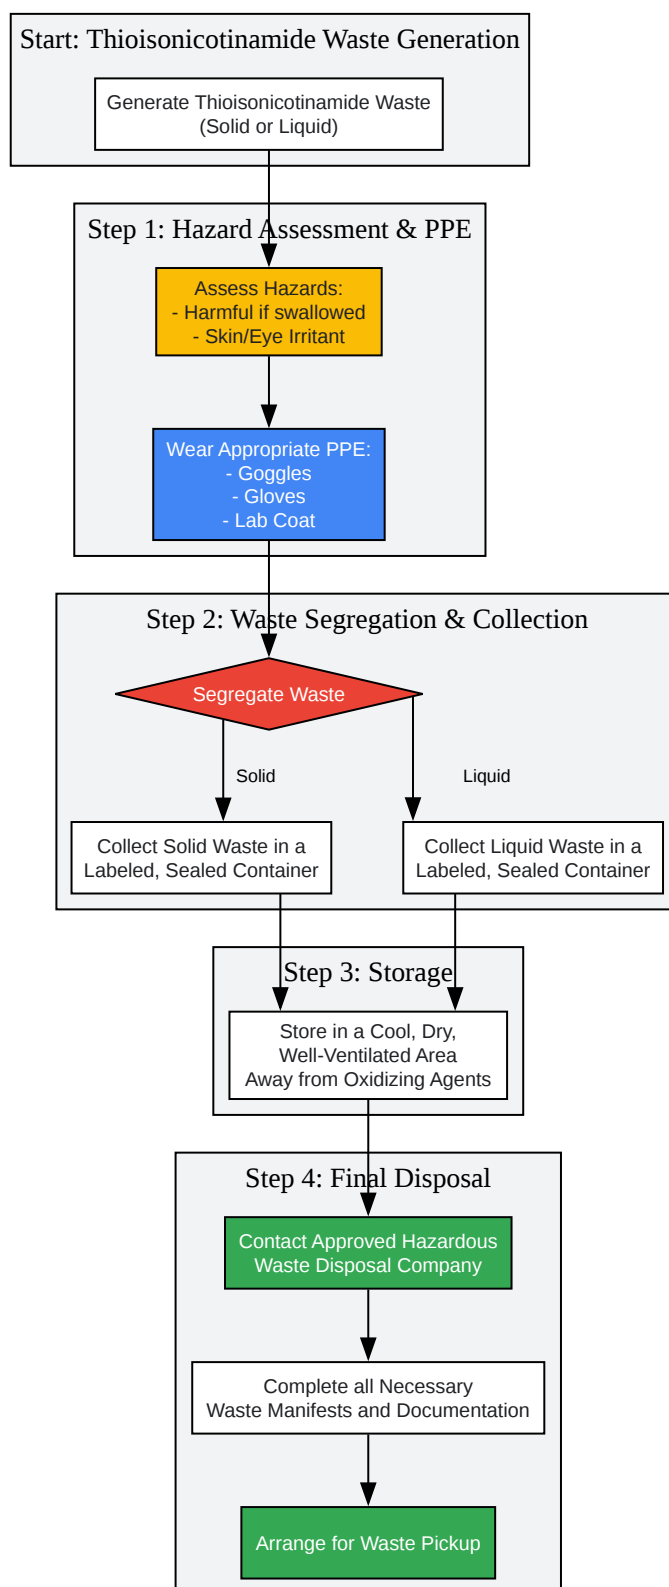 Start: Thioisonicotinamide Waste Generation
Generate Thioisonicotinamide Waste
(Solid or Liquid)
Step 1: Hazard Assessment & PPE
Assess Hazards:
- Harmful if swallowed
- Skin/Eye Irritant
Wear Appropriate PPE:
- Goggles
- Gloves
- Lab Coat
Step 2: Waste Segregation & Collection
Segregate Waste
Solid
Liquid
Collect Solid Waste in a
Labeled, Sealed Container
Collect Liquid Waste in a
Labeled, Sealed Container
Step 3: Storage
Store in a Cool, Dry,
Well-Ventilated Area
Away from Oxidizing Agents
Step 4: Final Disposal
Contact Approved Hazardous
Waste Disposal Company
Complete all Necessary
Waste Manifests and Documentation
Arrange for Waste Pickup